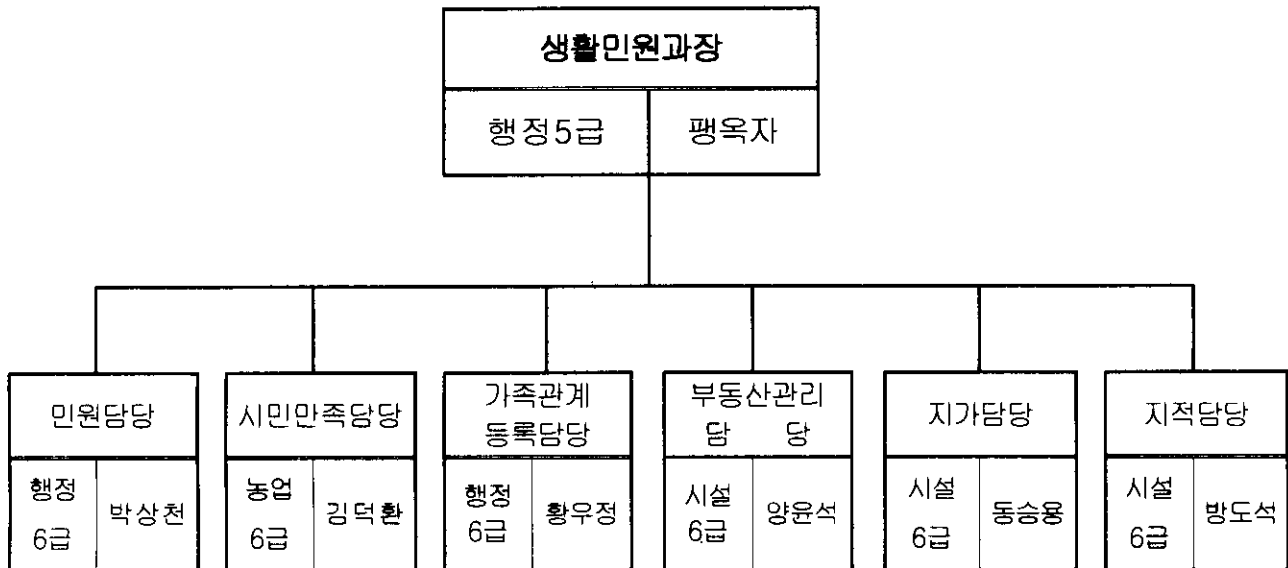 생활민원과장
행정5급 팽옥자
민원담당 시민만족담당 가족관계 등록담당 부동산관리 담 당 지가담당 지적담당
행정 6급 박상천 농업 6급 김덕환 행정 6급 황우정 시설 6급 양윤석 시설 6급 동승용 시설 6급 방도석